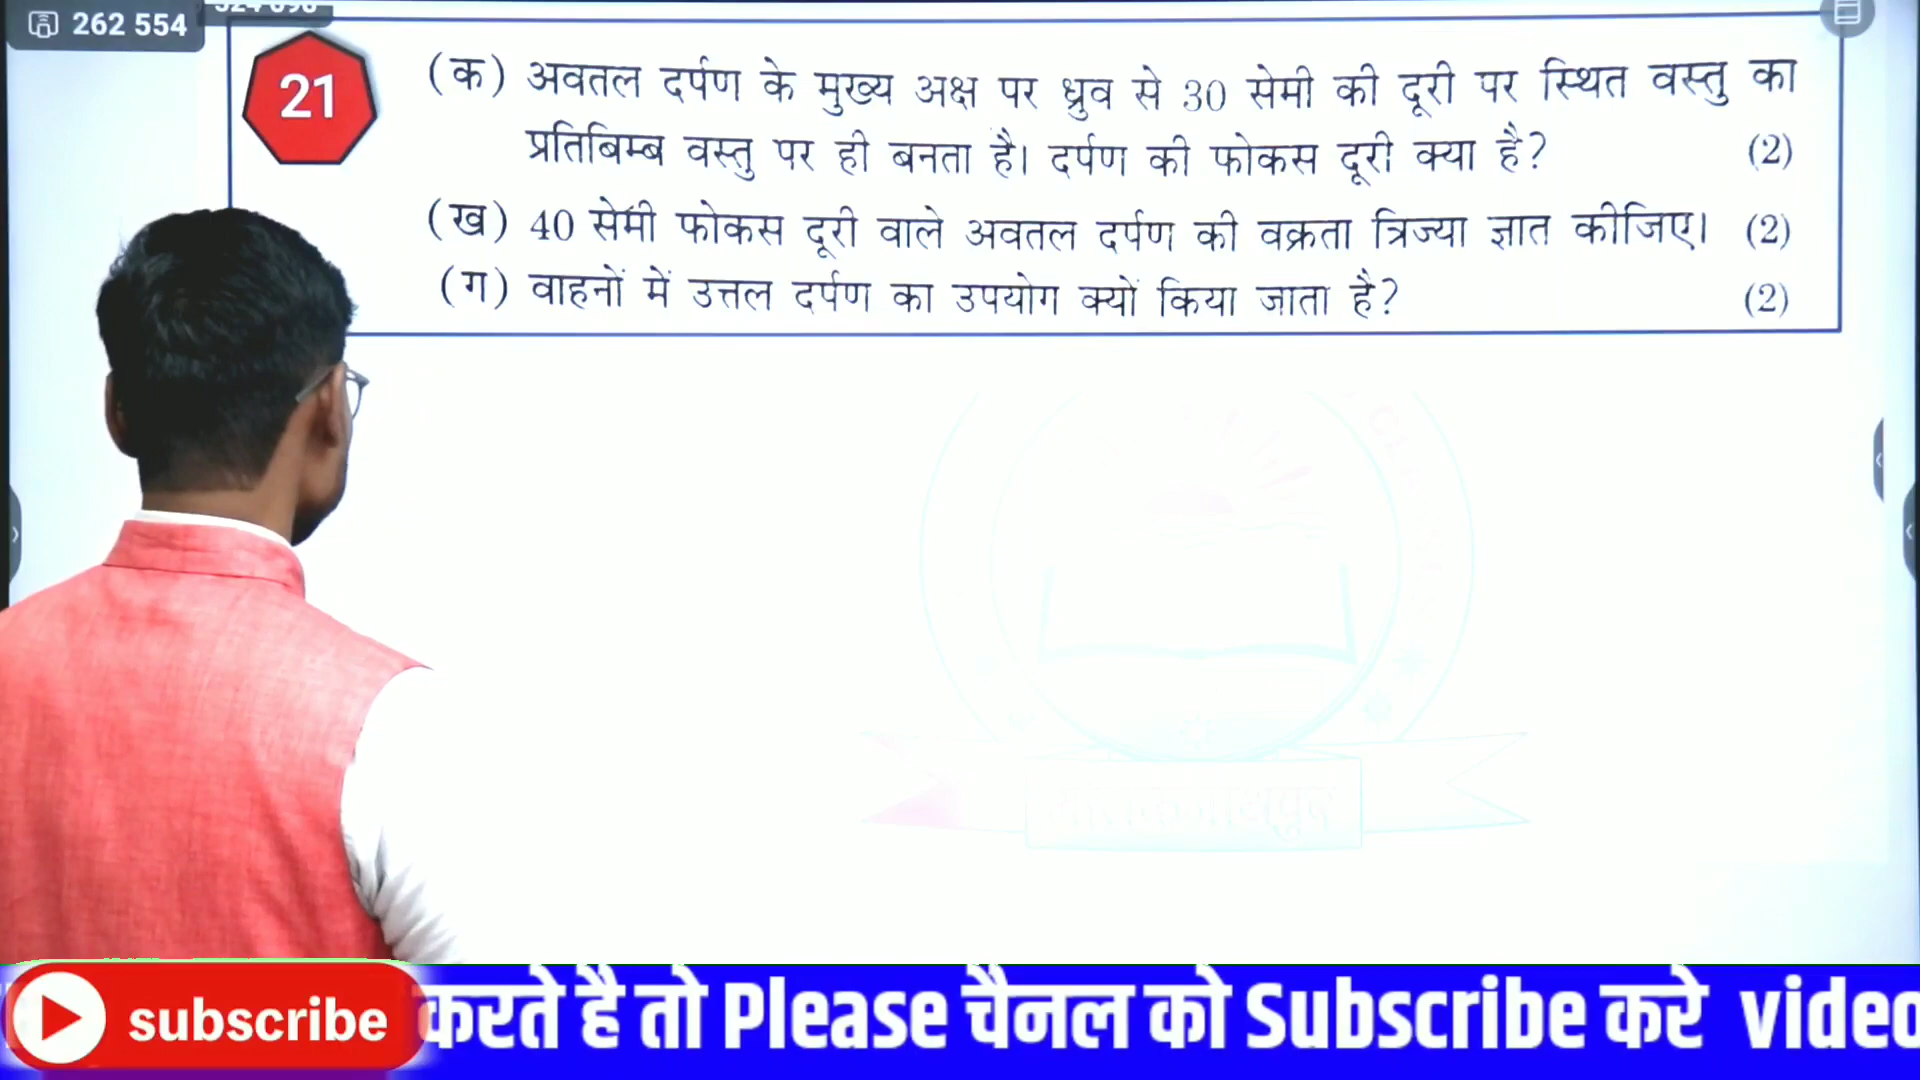 262 554
21
(क) अवतल दर्पण के मुख्य अक्ष पर ध्रुव से 30 सेमी की दूरी पर स्थित वस्तु का
प्रतिबिम्ब वस्तु पर ही बनता है। दर्पण की फोकस दूरी क्या है? (2)
(ख) 40 सेमी फोकस दूरी वाले अवतल दर्पण की वक्रता त्रिज्या ज्ञात कीजिए। (2)
(ग) वाहनों में उत्तल दर्पण का उपयोग क्यों किया जाता है? (2)
subscribe करते है तो Please चैनल को Subscribe करे video